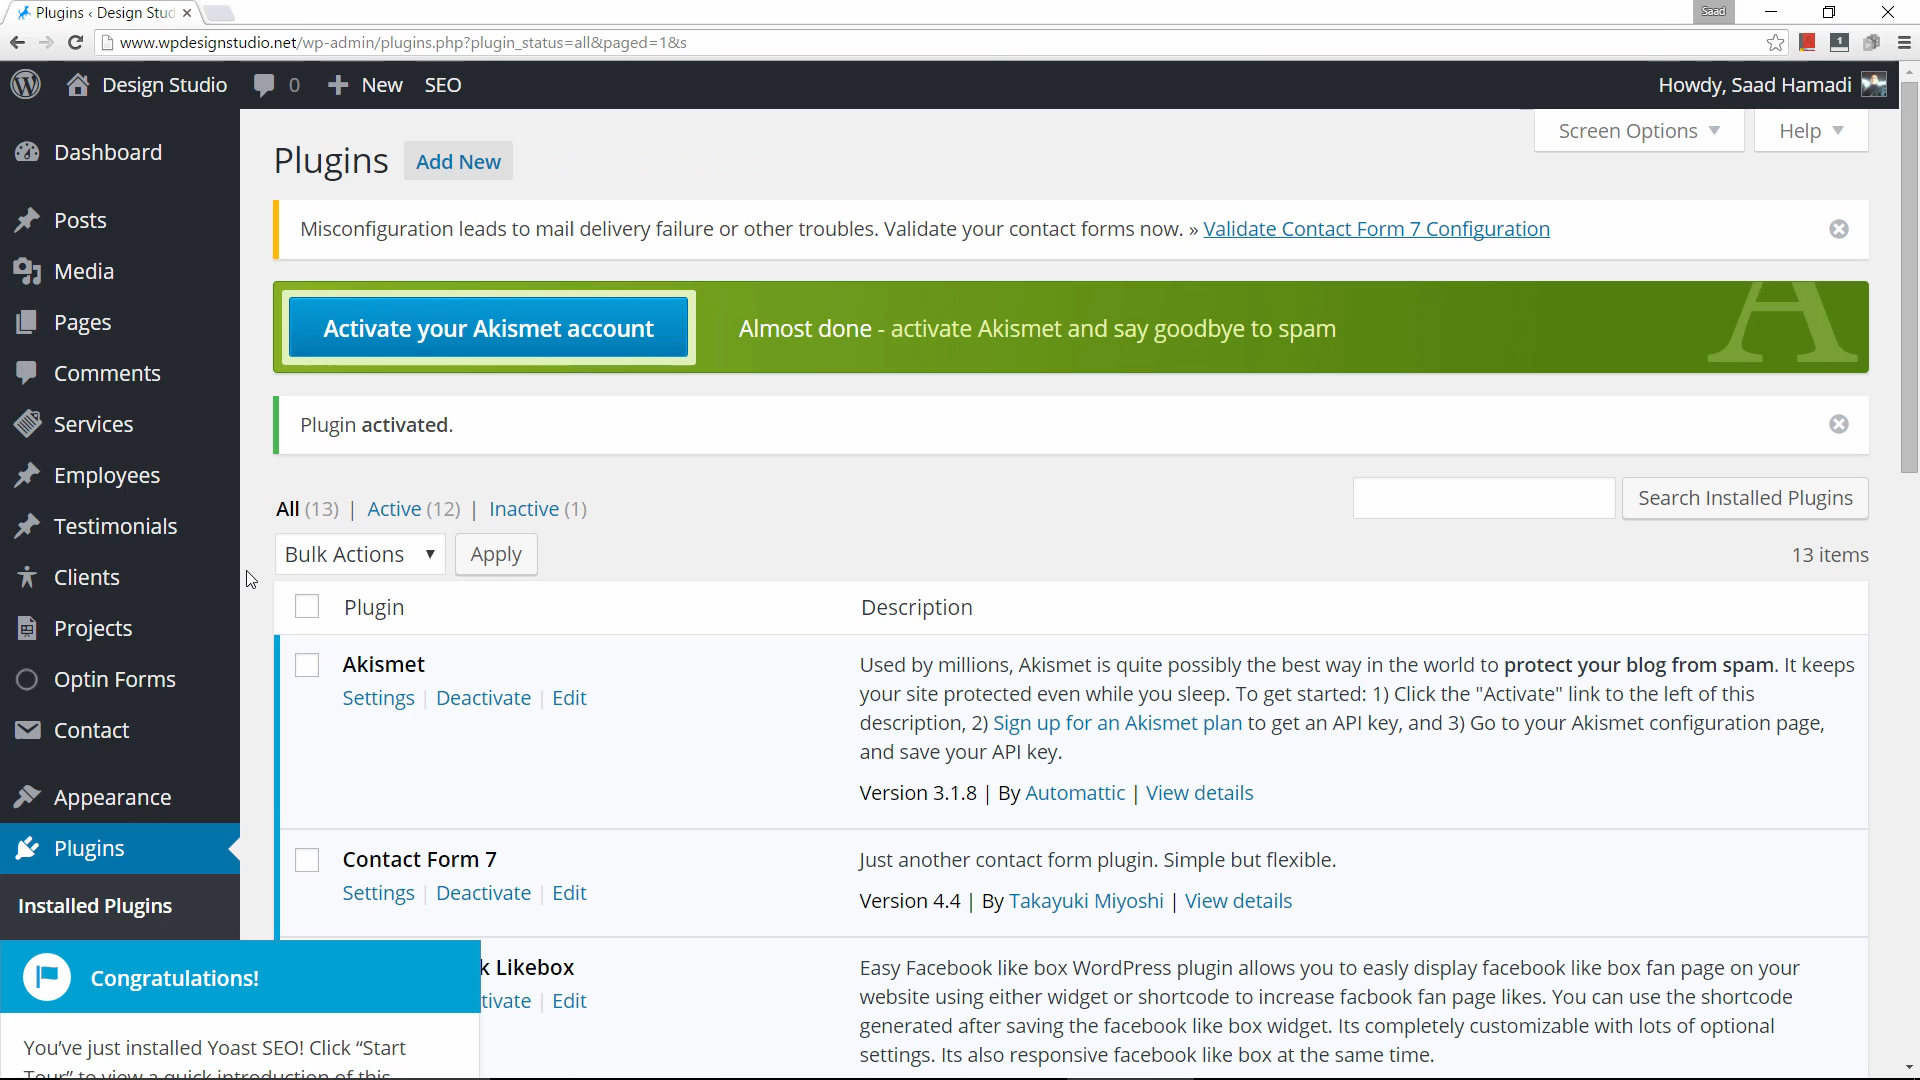 Plugins ‹ Design Stud
Saad
www.wpdesignstudio.net/wp-admin/plugins.php?plugin_status=all&paged=1&s
1
Design Studio 0 New SEO
Howdy, Saad Hamadi
Screen Options
Help
Dashboard
Posts
Media
Pages
Comments
Services
Employees
Testimonials
Clients
Projects
Optin Forms
Contact
Appearance
Plugins
Installed Plugins
Plugins Add New
Misconfiguration leads to mail delivery failure or other troubles. Validate your contact forms now. » Validate Contact Form 7 Configuration
Activate your Akismet account
Almost done - activate Akismet and say goodbye to spam
A
Plugin activated.
All (13) | Active (12) | Inactive (1)
Search Installed Plugins
Bulk Actions Apply
13 items
Plugin Description
Akismet
Settings | Deactivate | Edit
Used by millions, Akismet is quite possibly the best way in the world to protect your blog from spam. It keeps
your site protected even while you sleep. To get started: 1) Click the "Activate" link to the left of this
description, 2) Sign up for an Akismet plan to get an API key, and 3) Go to your Akismet configuration page,
and save your API key.
Version 3.1.8 | By Automattic | View details
Contact Form 7
Settings | Deactivate | Edit
Just another contact form plugin. Simple but flexible.
Version 4.4 | By Takayuki Miyoshi | View details
k Likebox
tivate | Edit
Easy Facebook like box WordPress plugin allows you to easly display facebook like box fan page on your
website using either widget or shortcode to increase facbook fan page likes. You can use the shortcode
generated after saving the facebook like box widget. Its completely customizable with lots of optional
settings. Its also responsive facebook like box at the same time.
Congratulations!
You've just installed Yoast SEO! Click “Start
Tour” to view a quick introduction of this